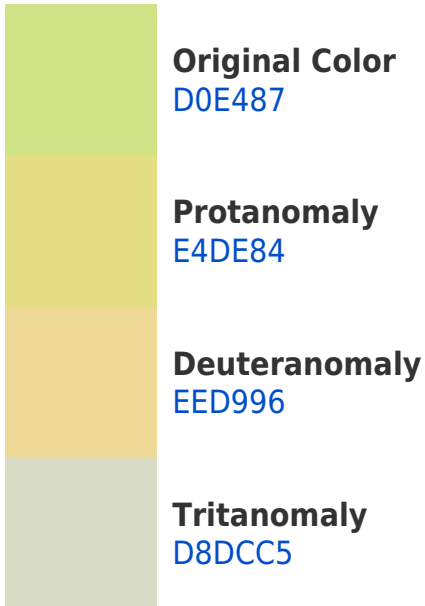 Original Color
D0E487
Protanomaly
E4DE84
Deuteranomaly
EED996
Tritanomaly
D8DCC5